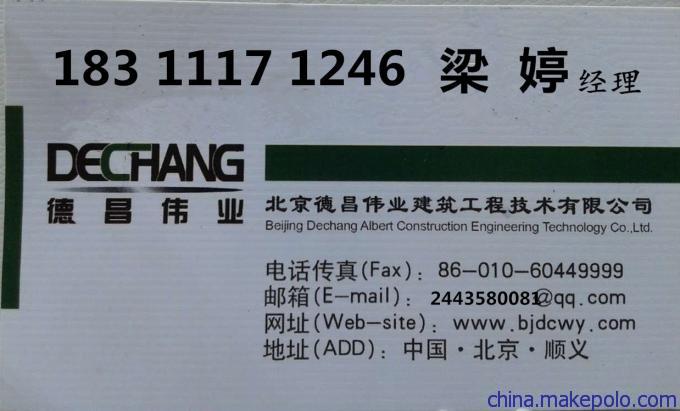 183 1117 1246 梁 婷 经理
DECHANG
德昌伟业
北京德昌伟业建筑工程技术有限公司
Beijing Dechang Albert Construction Engineering Technology Co.,Ltd.
电话传真(Fax): 86-010-60449999
邮箱(E-mail): 2443580081@qq.com
网址(Web-site): www.bjdcwy.com
地址(ADD): 中国·北京·顺义
china.makepolo.com